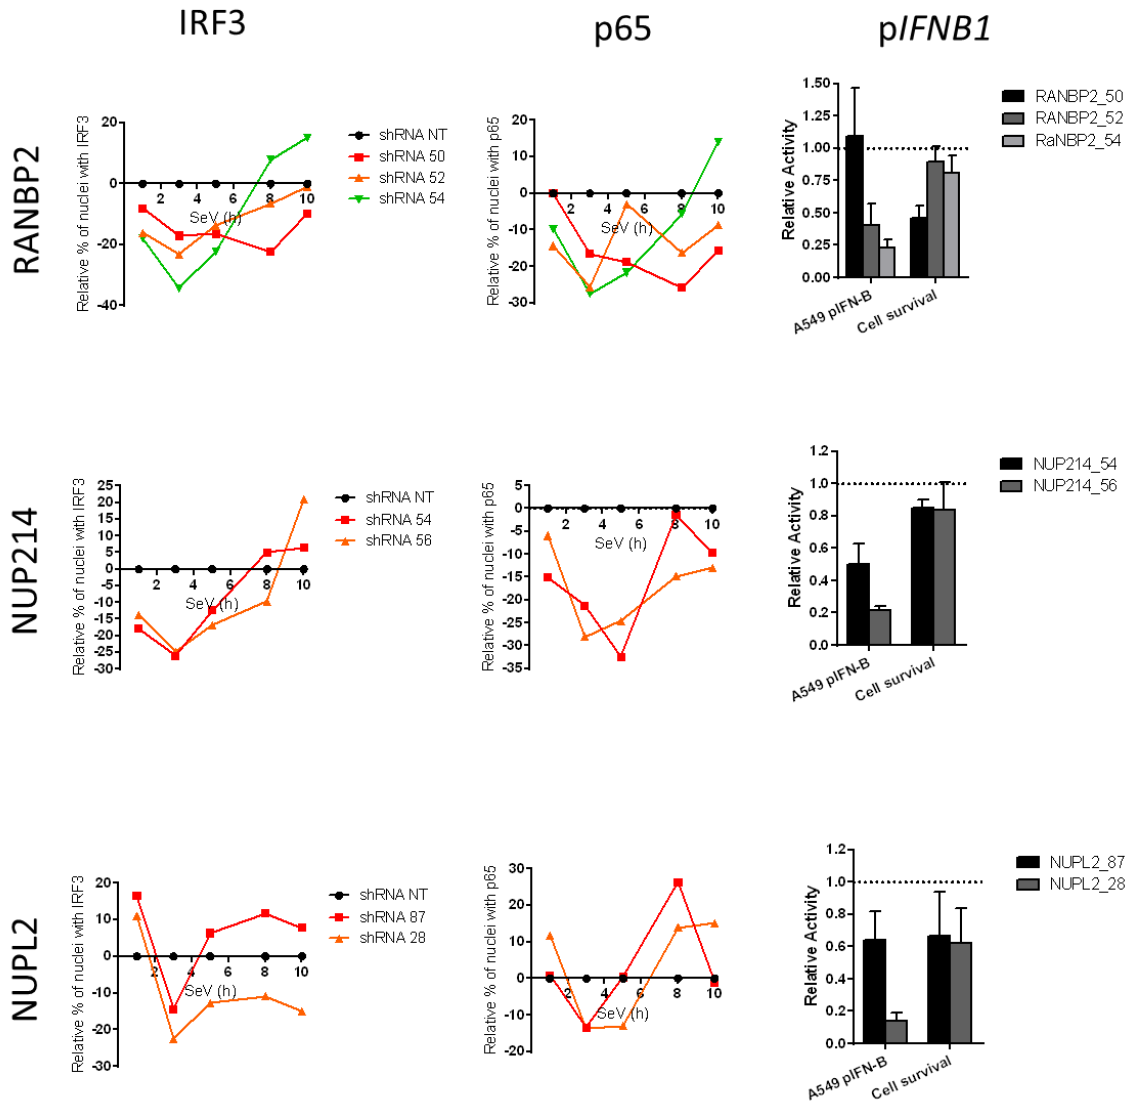 IRF3
p65
pIFNB1
RANBP2
Relative % of nuclei with IRF3
20
0
-20
-40
2 4 6 8 10
SeV (h)
shRNA NT
shRNA 50
shRNA 52
shRNA 54
Relative % of nuclei with p65
20
10
0
-10
-20
-30
2 4 6 8 10
SeV (h)
Relative Activity
1.50
1.25
1.00
0.75
0.50
0.25
0.00
A549 pIFN-B
Cell survival
RANBP2_50
RANBP2_52
RaNBP2_54
NUP214
Relative % of nuclei with IRF3
25
20
15
10
5
0
-5
-10
-15
-20
-25
-30
2 4 6 8 10
SeV (h)
shRNA NT
shRNA 54
shRNA 56
Relative % of nuclei with p65
5
0
-5
-10
-15
-20
-25
-30
-35
2 4 6 8 10
SeV (h)
Relative Activity
1.2
1.0
0.8
0.6
0.4
0.2
0.0
A549 pIFN-B
Cell survival
NUP214_54
NUP214_56
NUPL2
Relative % of nuclei with IRF3
20
10
0
-10
-20
-30
2 4 6 8 10
SeV (h)
shRNA NT
shRNA 87
shRNA 28
Relative % of nuclei with p65
30
20
10
0
-10
-20
2 4 6 8 10
SeV (h)
Relative Activity
1.2
1.0
0.8
0.6
0.4
0.2
0.0
A549 pIFN-B
Cell survival
NUPL2_87
NUPL2_28